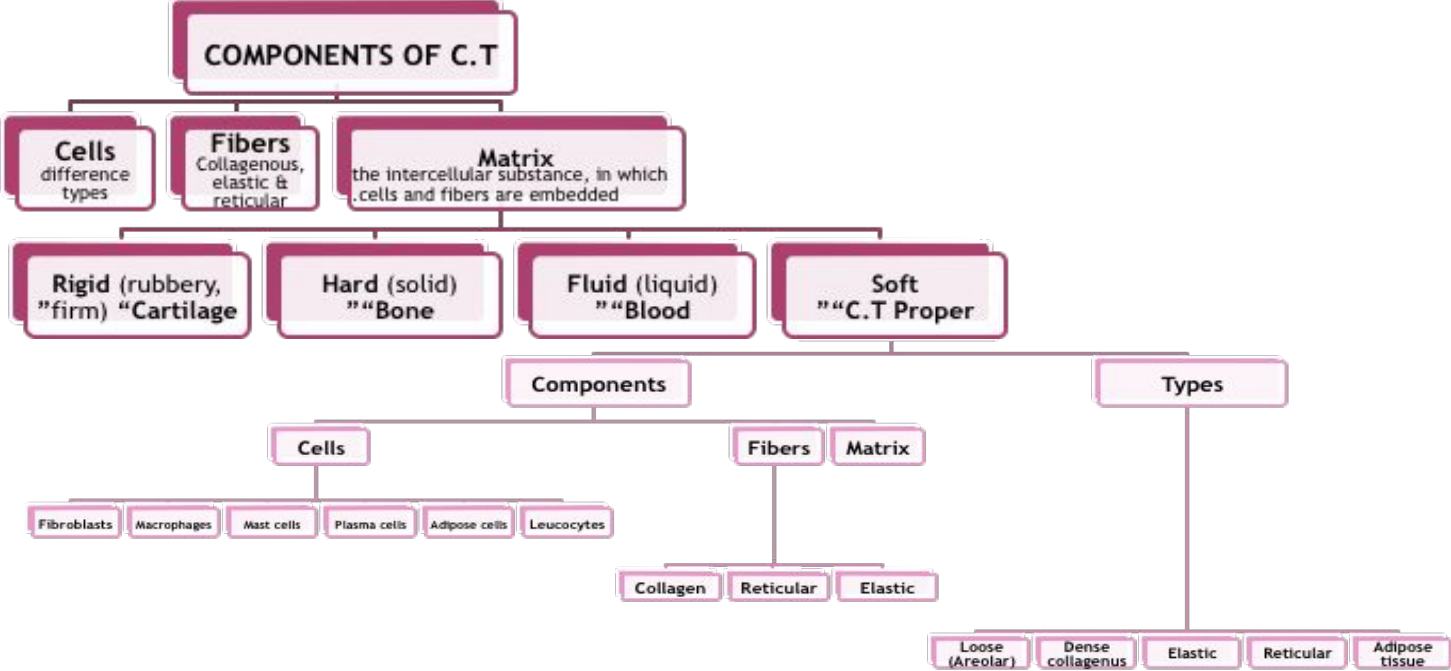 COMPONENTS OF C.T
Cells
difference
types
Fibers
Collagenous,
elastic &
reticular
Matrix
the intercellular substance, in which
.cells and fibers are embedded
Rigid (rubbery,
”firm) “Cartilage
Hard (solid)
”“Bone
Fluid (liquid)
”“Blood
Soft
”“C.T Proper
Components
Types
Cells
Fibers
Matrix
Fibroblasts
Macrophages
Mast cells
Plasma cells
Adipose cells
Leucocytes
Collagen
Reticular
Elastic
Loose
(Areolar)
Dense
collagenus
Elastic
Reticular
Adipose
tissue